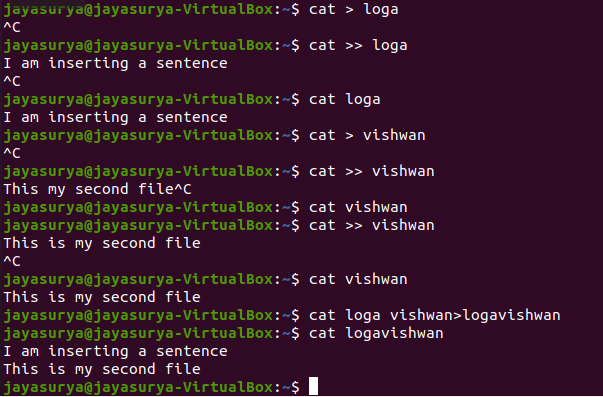 jayasurya@jayasurya-VirtualBox:~$ cat > loga
^C
jayasurya@jayasurya-VirtualBox:~$ cat >> loga
I am inserting a sentence
^C
jayasurya@jayasurya-VirtualBox:~$ cat loga
I am inserting a sentence
jayasurya@jayasurya-VirtualBox:~$ cat > vishwan
^C
jayasurya@jayasurya-VirtualBox:~$ cat >> vishwan
This my second file^C
jayasurya@jayasurya-VirtualBox:~$ cat vishwan
jayasurya@jayasurya-VirtualBox:~$ cat >> vishwan
This is my second file
^C
jayasurya@jayasurya-VirtualBox:~$ cat vishwan
This is my second file
jayasurya@jayasurya-VirtualBox:~$ cat loga vishwan>logavishwan
jayasurya@jayasurya-VirtualBox:~$ cat logavishwan
I am inserting a sentence
This is my second file
jayasurya@jayasurya-VirtualBox:~$